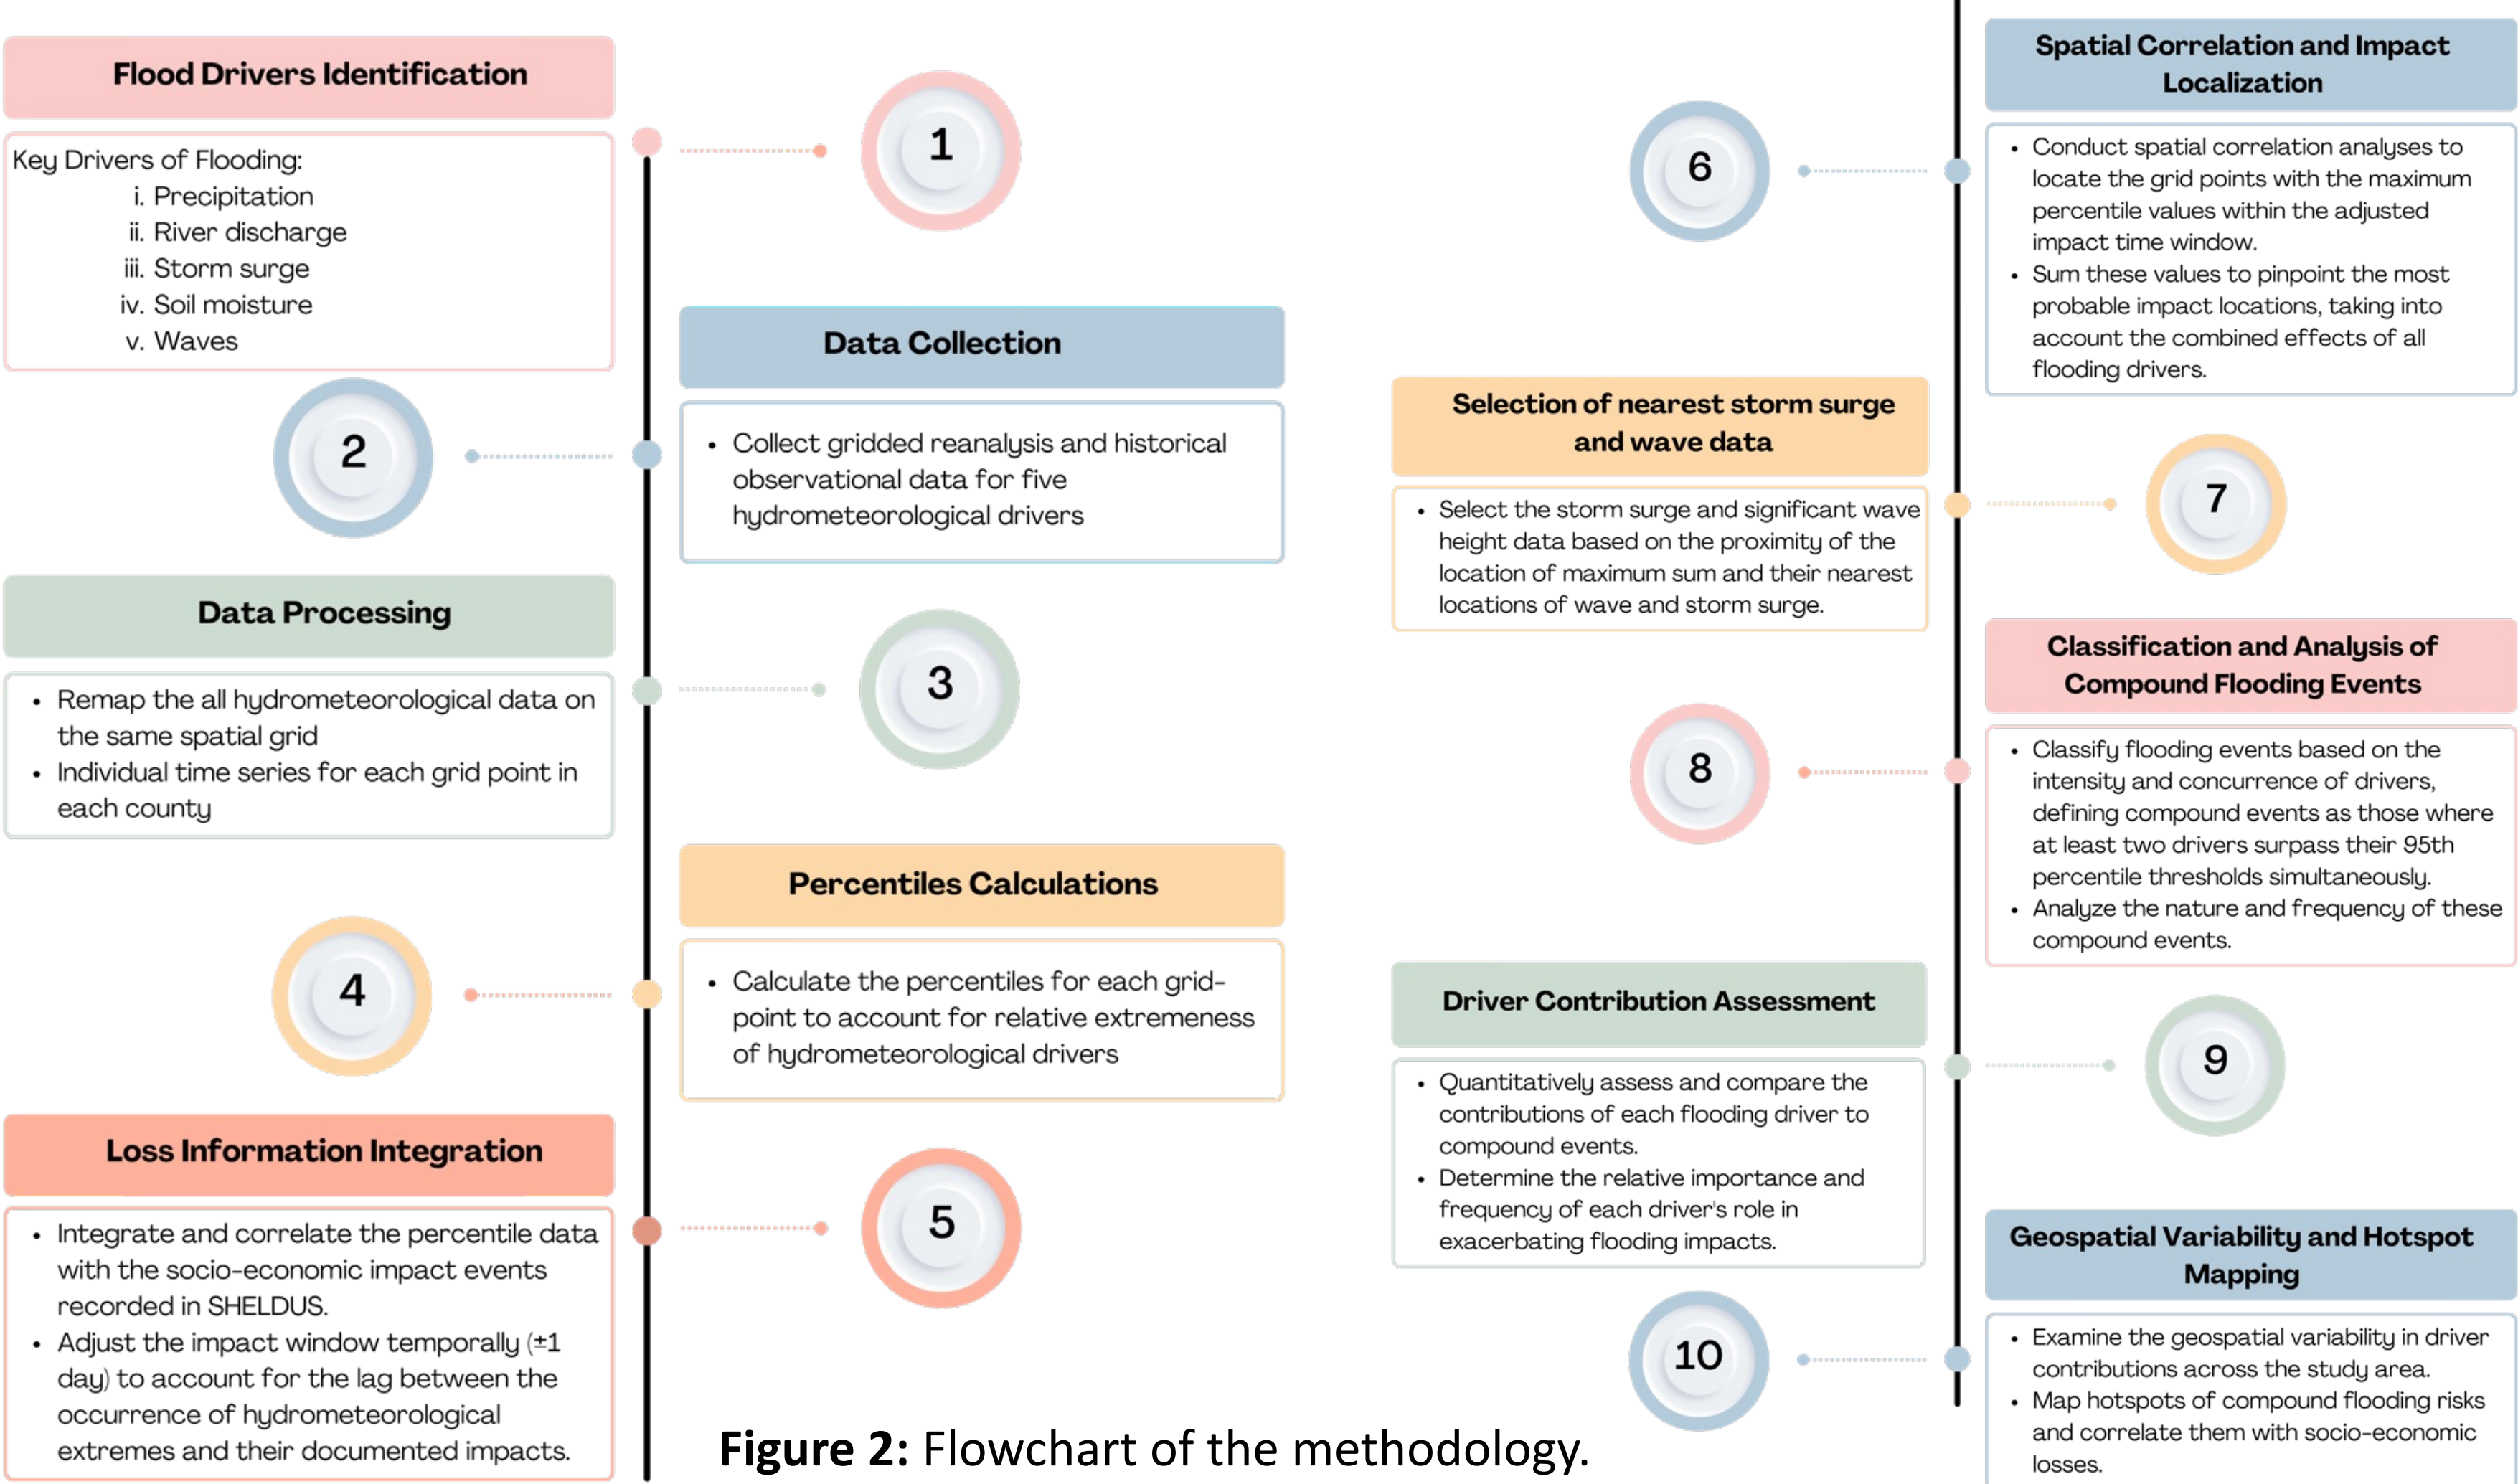 Flood Drivers Identification
1
Key Drivers of Flooding:
i. Precipitation
ii. River discharge
iii. Storm surge
iv. Soil moisture
v. Waves
2
Data Collection
• Collect gridded reanalysis and historical
observational data for five
hydrometeorological drivers
Data Processing
3
• Remap the all hydrometeorological data on
the same spatial grid
• Individual time series for each grid point in
each county
4
Percentiles Calculations
• Calculate the percentiles for each grid-
point to account for relative extremeness
of hydrometeorological drivers
Loss Information Integration
5
• Integrate and correlate the percentile data
with the socio-economic impact events
recorded in SHELDUS.
• Adjust the impact window temporally (±1
day) to account for the lag between the
occurrence of hydrometeorological
extremes and their documented impacts.
6
Spatial Correlation and Impact
Localization
• Conduct spatial correlation analyses to
locate the grid points with the maximum
percentile values within the adjusted
impact time window.
• Sum these values to pinpoint the most
probable impact locations, taking into
account the combined effects of all
flooding drivers.
Selection of nearest storm surge
and wave data
7
• Select the storm surge and significant wave
height data based on the proximity of the
location of maximum sum and their nearest
locations of wave and storm surge.
8
Classification and Analysis of
Compound Flooding Events
• Classify flooding events based on the
intensity and concurrence of drivers,
defining compound events as those where
at least two drivers surpass their 95th
percentile thresholds simultaneously.
• Analyze the nature and frequency of these
compound events.
Driver Contribution Assessment
9
• Quantitatively assess and compare the
contributions of each flooding driver to
compound events.
• Determine the relative importance and
frequency of each driver's role in
exacerbating flooding impacts.
10
Geospatial Variability and Hotspot
Mapping
• Examine the geospatial variability in driver
contributions across the study area.
• Map hotspots of compound flooding risks
and correlate them with socio-economic
losses.
Figure 2: Flowchart of the methodology.